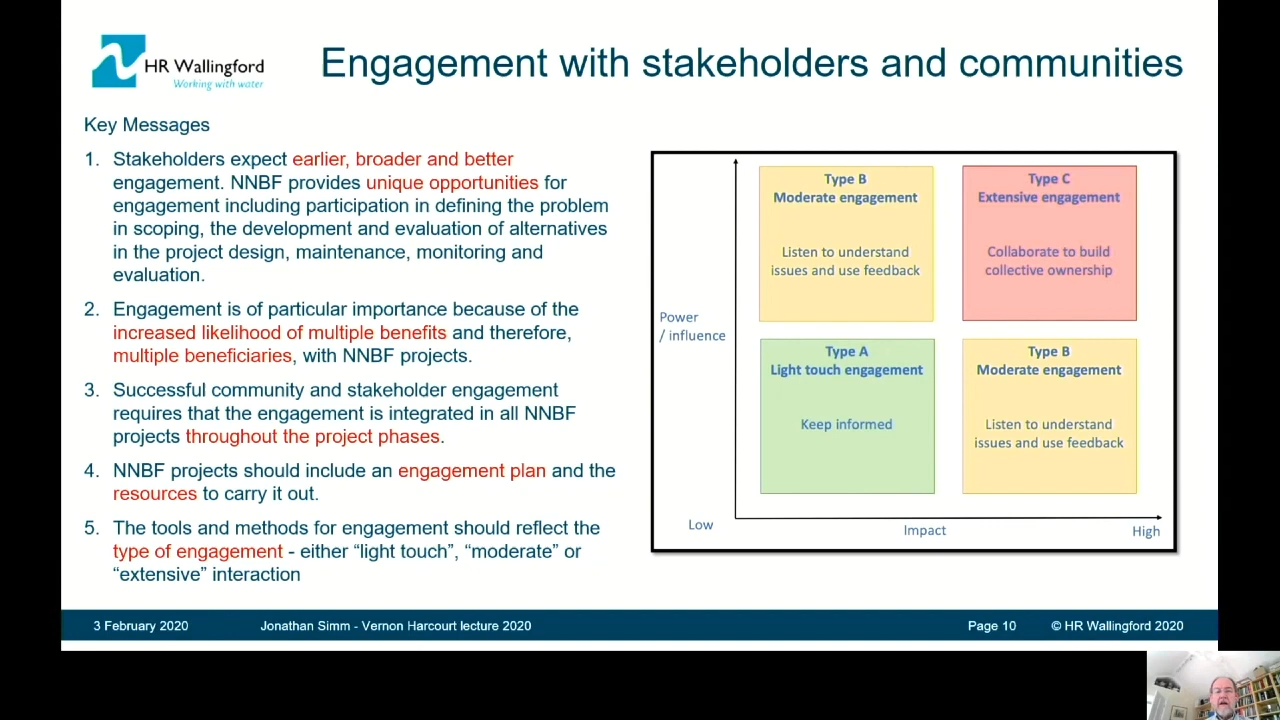 HR Wallingford
Working with water
Engagement with stakeholders and communities
Key Messages
1. Stakeholders expect earlier, broader and better
engagement. NNBF provides unique opportunities for
engagement including participation in defining the problem
in scoping, the development and evaluation of alternatives
in the project design, maintenance, monitoring and
evaluation.
2. Engagement is of particular importance because of the
increased likelihood of multiple benefits and therefore,
multiple beneficiaries, with NNBF projects.
3. Successful community and stakeholder engagement
requires that the engagement is integrated in all NNBF
projects throughout the project phases.
4. NNBF projects should include an engagement plan and the
resources to carry it out.
5. The tools and methods for engagement should reflect the
type of engagement - either “light touch”, “moderate” or
“extensive” interaction
Power
/ influence
Type B
Moderate engagement
Listen to understand
issues and use feedback
Type C
Extensive engagement
Collaborate to build
collective ownership
Type A
Light touch engagement
Keep informed
Type B
Moderate engagement
Listen to understand
issues and use feedback
Low
Impact
High
3 February 2020
Jonathan Simm - Vernon Harcourt lecture 2020
Page 10
© HR Wallingford 2020